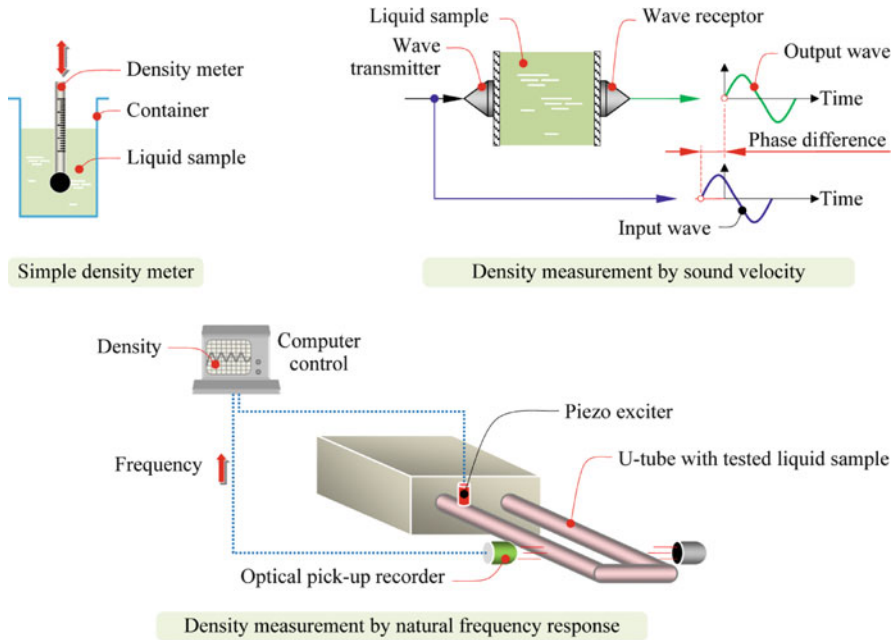 Density meter
Container
Liquid sample
Simple density meter
Liquid sample
Wave
transmitter
Wave receptor
Output wave
Time
Phase difference
Time
Input wave
Density measurement by sound velocity
Density
Computer
control
Frequency
Piezo exciter
U-tube with tested liquid sample
Optical pick-up recorder
Density measurement by natural frequency response